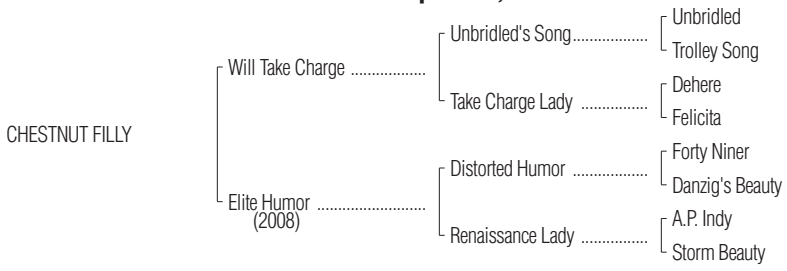 Unbridled
Unbridled's Song.................
Trolley Song
Will Take Charge ..................
Dehere
Take Charge Lady ...............
Felicita
CHESTNUT FILLY
Forty Niner
Distorted Humor .................
Danzig's Beauty
Elite Humor ..........................
(2008)
A.P. Indy
Renaissance Lady ...............
Storm Beauty